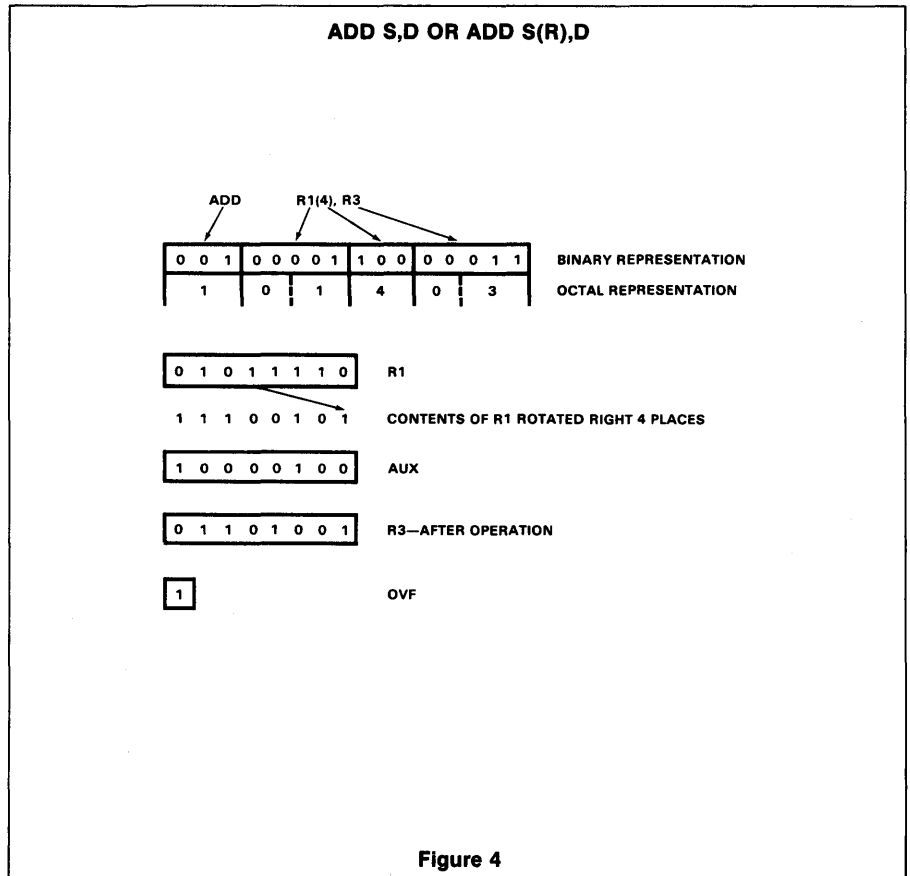 ADD S,D OR ADD S(R),D
ADD R1(4), R3
0 0 1 0 0 0 0 1 1 0 0 0 0 0 1 1 BINARY REPRESENTATION
1 0 1 4 0 3 OCTAL REPRESENTATION
0 1 0 1 1 1 1 0 R1
1 1 1 0 0 1 0 1 CONTENTS OF R1 ROTATED RIGHT 4 PLACES
1 0 0 0 0 1 0 0 AUX
0 1 1 0 1 0 0 1 R3—AFTER OPERATION
1 OVF
Figure 4